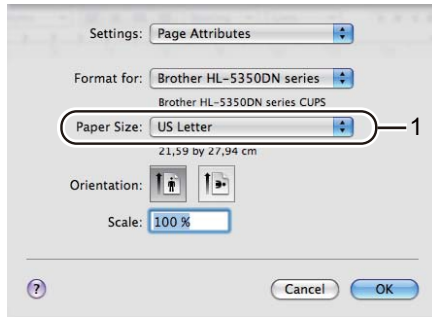 Settings: Page Attributes
Format for: Brother HL-5350DN series
Brother HL-5350DN series CUPS
Paper Size: US Letter 1
21,59 by 27,94 cm
Orientation:
Scale: 100 %
? Cancel OK